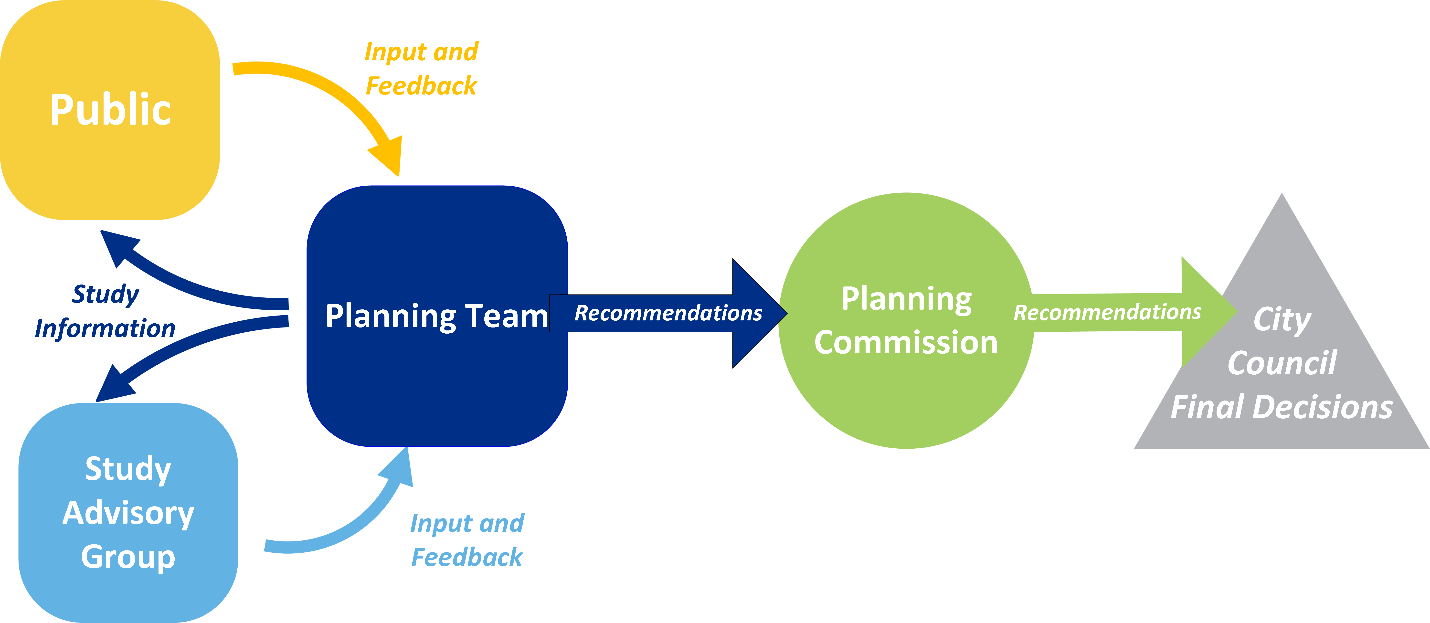 Input and
Feedback
Public
Study
Information
Planning Team
Recommendations
Planning
Commission
Recommendations
City
Council
Final Decisions
Study
Advisory
Group
Input and
Feedback